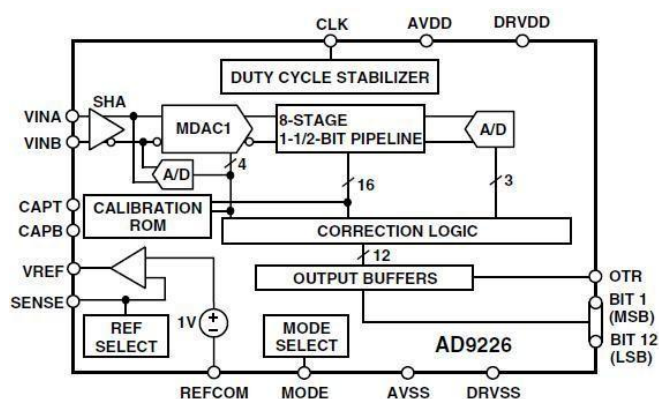 CLK
AVDD
DRVDD
DUTY CYCLE STABILIZER
SHA
VINA
VINB
MDAC1
8-STAGE
1-1/2-BIT PIPELINE
A/D
A/D
4
16
3
CAPT
CAPB
CALIBRATION
ROM
CORRECTION LOGIC
12
VREF
OUTPUT BUFFERS
OTR
SENSE
BIT 1
(MSB)
REF
SELECT
1V
MODE
SELECT
AD9226
BIT 12
(LSB)
REFCOM
MODE
AVSS
DRVSS